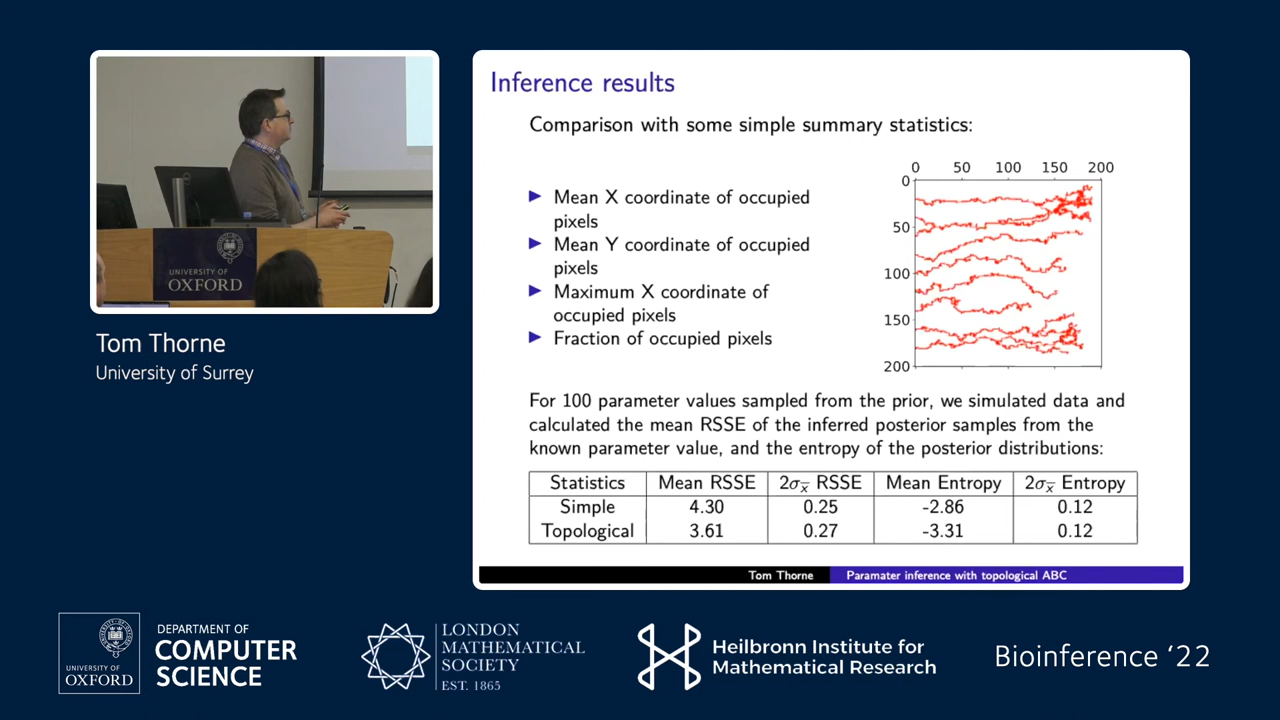 UNIVERSITY OF
OXFORD
Tom Thorne
University of Surrey
Inference results
Comparison with some simple summary statistics:
▶ Mean X coordinate of occupied
pixels
▶ Mean Y coordinate of occupied
pixels
▶ Maximum X coordinate of
occupied pixels
▶ Fraction of occupied pixels
0 50 100 150 200
0
50
100
150
200
For 100 parameter values sampled from the prior, we simulated data and
calculated the mean RSSE of the inferred posterior samples from the
known parameter value, and the entropy of the posterior distributions:
Statistics Mean RSSE 2σx̅ RSSE Mean Entropy 2σx̅ Entropy
Simple 4.30 0.25 -2.86 0.12
Topological 3.61 0.27 -3.31 0.12
Tom Thorne Paramater inference with topological ABC
UNIVERSITY OF
OXFORD
DEPARTMENT OF
COMPUTER
SCIENCE
LONDON
MATHEMATICAL
SOCIETY
EST. 1865
Heilbronn Institute for
Mathematical Research
Bioinference ‘22